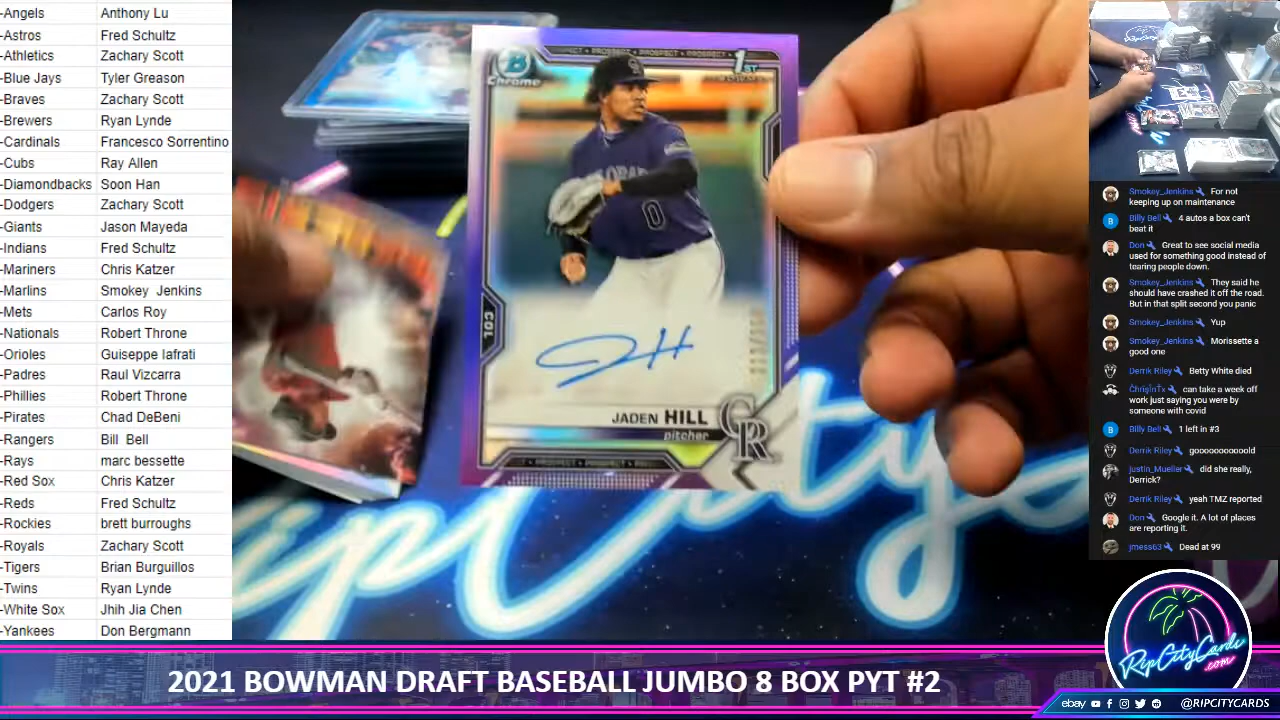 -Angels Anthony Lu
-Astros Fred Schultz
-Athletics Zachary Scott
-Blue Jays Tyler Greason
-Braves Zachary Scott
-Brewers Ryan Lynde
-Cardinals Francesco Sorrentino
-Cubs Ray Allen
-Diamondbacks Soon Han
-Dodgers Zachary Scott
-Giants Jason Mayeda
-Indians Fred Schultz
-Mariners Chris Katzer
-Marlins Smokey Jenkins
-Mets Carlos Roy
-Nationals Robert Throne
-Orioles Guiseppe Iafrati
-Padres Raul Vizcarra
-Phillies Robert Throne
-Pirates Chad DeBeni
-Rangers Bill Bell
-Rays marc bessette
-Red Sox Chris Katzer
-Reds Fred Schultz
-Rockies brett burroughs
-Royals Zachary Scott
-Tigers Brian Burguillos
-Twins Ryan Lynde
-White Sox Jhih Jia Chen
-Yankees Don Bergmann
PROSPECT PROSPECT PROSPECT
B
Chrome
1ST
BOWMAN
0
COL
JH
JADEN HILL
pitcher
CR
RipCitys
Smokey_Jenkins For not
keeping up on maintenance
Billy Bell 4 autos a box can't
beat it
Don Great to see social media
used for something good instead of
tearing people down.
Smokey_Jenkins They said he
should have crashed it off the road.
But in that split second you panic
Smokey_Jenkins Yup
Smokey_Jenkins Morissette a
good one
Derrik Riley Betty White died
can take a week off
work just saying you were by
someone with covid
Billy Bell 1 left in #3
Derrik Riley goooooooooold
justin_Mueller did she really,
Derrick?
Derrik Riley yeah TMZ reported
Don Google it. A lot of places
are reporting it.
jmess63 Dead at 99
RipCityCards
.com
2021 BOWMAN DRAFT BASEBALL JUMBO 8 BOX PYT #2
ebay @RIPCITYCARDS